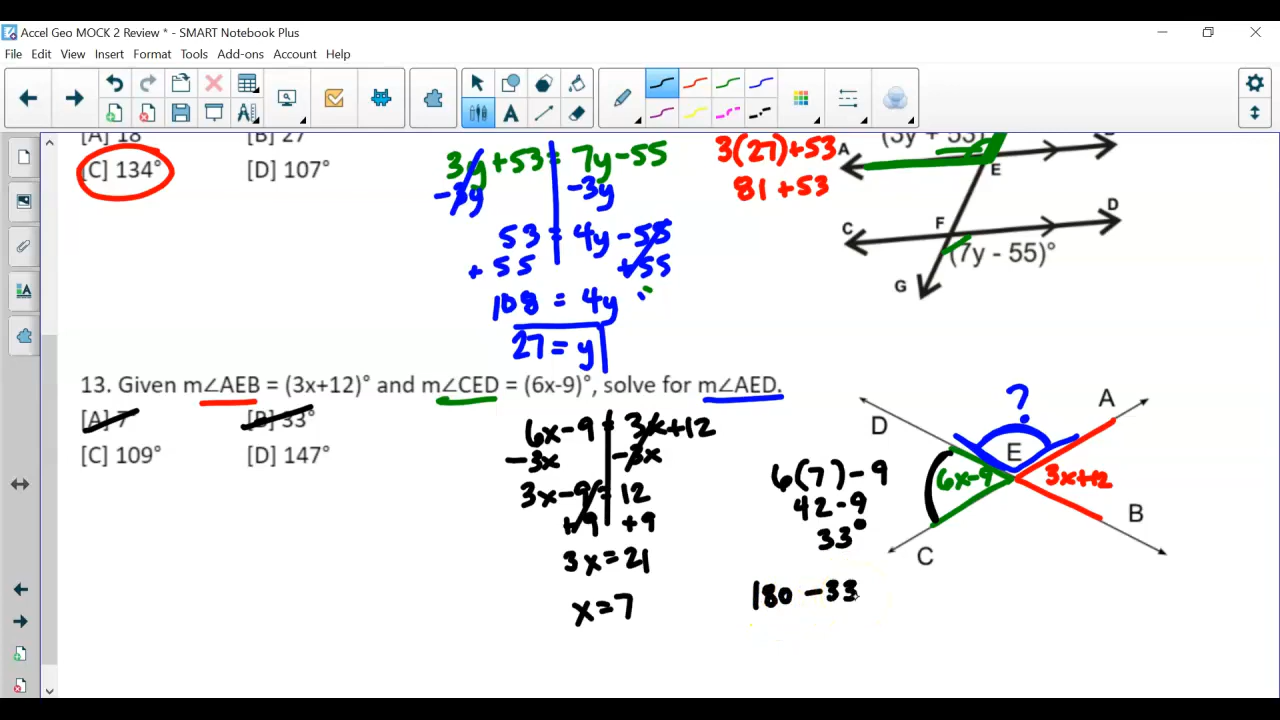 Accel Geo MOCK 2 Review * - SMART Notebook Plus
File Edit View Insert Format Tools Add-ons Account Help
[A] 18 [B] 27
[C] 134° [D] 107°
3y + 53 = 7y - 55
-3y -3y
53 = 4y - 55
+ 55 +55
108 = 4y
27 = y
3(27)+53
81 + 53
(3y + 53)
A
E
F
D
C
(7y - 55)°
G
13. Given m∠AEB = (3x+12)° and m∠CED = (6x-9)°, solve for m∠AED.
[A] 7° [B] 33°
[C] 109° [D] 147°
6x - 9 = 3x + 12
-3x -3x
3x - 9 = 12
+9 +9
3x = 21
x = 7
6(7) - 9
42 - 9
33°
180 - 33
?
A
D
E
6x-9 3x+12
B
C